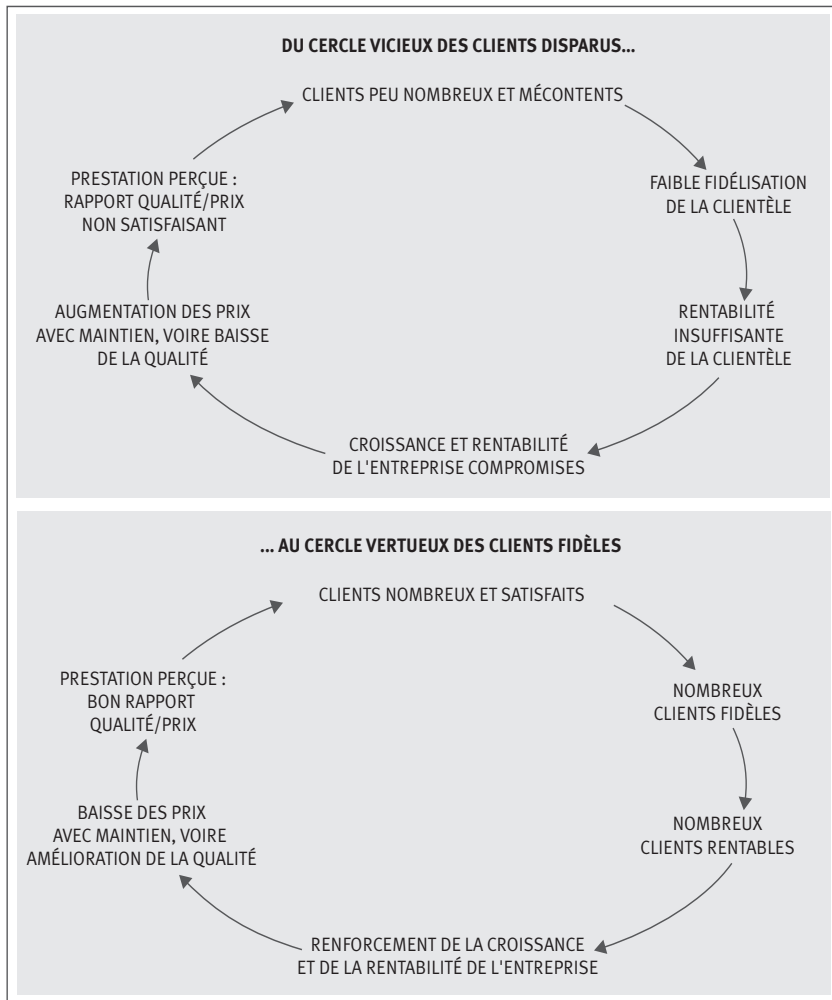 DU CERCLE VICIEUX DES CLIENTS DISPARUS...
CLIENTS PEU NOMBREUX ET MÉCONTENTS
FAIBLE FIDÉLISATION
DE LA CLIENTÈLE
RENTABILITÉ
INSUFFISANTE
DE LA CLIENTÈLE
CROISSANCE ET RENTABILITÉ
DE L'ENTREPRISE COMPROMISES
AUGMENTATION DES PRIX
AVEC MAINTIEN, VOIRE BAISSE
DE LA QUALITÉ
PRESTATION PERÇUE :
RAPPORT QUALITÉ/PRIX
NON SATISFAISANT
... AU CERCLE VERTUEUX DES CLIENTS FIDÈLES
CLIENTS NOMBREUX ET SATISFAITS
NOMBREUX
CLIENTS FIDÈLES
NOMBREUX
CLIENTS RENTABLES
RENFORCEMENT DE LA CROISSANCE
ET DE LA RENTABILITÉ DE L'ENTREPRISE
BAISSE DES PRIX
AVEC MAINTIEN, VOIRE
AMÉLIORATION DE LA QUALITÉ
PRESTATION PERÇUE :
BON RAPPORT
QUALITÉ/PRIX